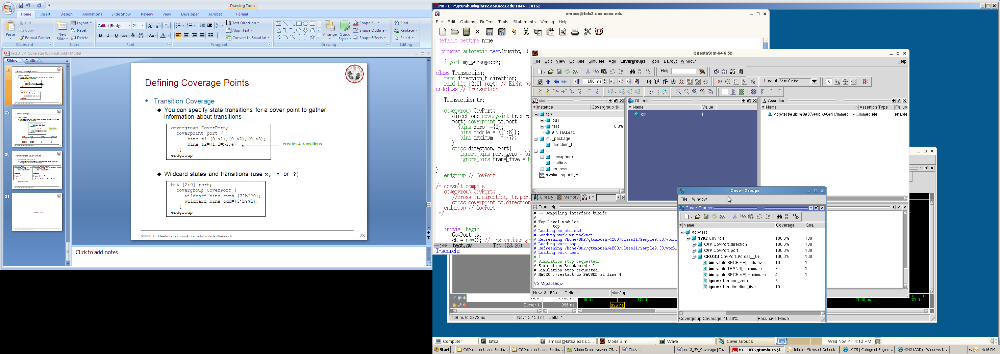 Drawing Tools
Home Insert Design Animations Slide Show Review View Developer Acrobat Format
Paste
Cut
Copy
Format Painter
Clipboard
New Slide
Layout
Reset
Delete
Slides
Calibri (Body) 24
B I U abc S AV Aa A
Font
Paragraph
Text Direction
Align Text
Convert to SmartArt
Arrange
Quick Styles
Shape Fill
Shape Outline
Shape Effects
Drawing
Find
Replace
Select
Editing
lec13_SV_Coverage [Compatibility Mode]
Slides Outline
28
Defining Coverage Points
29
Cross Coverage
30
31
Thank You
Defining Coverage Points
• Transition Coverage
◆ You can specify state transitions for a cover point to gather
information about transitions
covergroup CoverPort;
coverpoint port {
bins t1=(0=>1),(0=>2),(0=>3);
bins t2=(1,2=>3,4)
}
endgroup
creates 4 transitions
◆ Wildcard states and transitions (use x, z or ?)
bit [2:0] port;
covergroup CoverPort {
wildcard bins even={3'b??0};
wildcard bins odd={3'b??1};
}
endgroup
©2008, Dr. Meeta Yadav, www4.ncsu.edu/~myadav/Research
28
Click to add notes
NX - UFP\gtumbush@lats2.eas.uccs.edu:1044 - LATS2
emacs@lats2.eas.uccs.edu
File Edit Options Buffers Tools Statements Verilog Help
`default_nettype none
program automatic test(busifc.TB
import my_package::*;
class Transaction;
rand direction_t direction;
rand bit [2:0] port; // Eight po
endclass // Transaction
Transaction tr;
covergroup CovPort;
direction: coverpoint tr.dire
port: coverpoint tr.port
{bins zero ={0};
bins middle = {[1:6]};
bins maximum = {7};
}
cross direction, port{
ignore_bins port_zero = bi
ignore_bins trans_five = b
}
endgroup // CovPort
/* doesn't compile
covergroup CovPort;
//cross tr.direction, tr.port
cross coverpoint tr.direction
endgroup // CovPort
*/
initial begin
CovPort ck;
ck = new(); // Instantiate gr
--:** test.sv Top (23,26)
I-search:
QuestaSim-64 6.5b
File Edit View Compile Simulate Add Covergroups Tools Layout Window Help
Help
100 ns
Layout Simulate
sim
Instance Covergroup %
top
bus
test 0.0%
#INITIAL#13
my_package
direction_t
std
semaphore
mailbox
process
#vsim_capacity#
Library Memory sim
Objects
Name Value
clk 1
Assertions
Name Assertion Type Failure
/top/test/#ublk#0#37/#ublk#0#41/immed__4... Immediate enable
Transcript
# -- Compiling interface busifc
#
# Top level modules:
# top
# Loading sv_std.std
# Loading work.my_package
# Refreshing /home/UFP/gtumbush/4280/Class11/Sample9.33/work.
# Loading work.top
# Refreshing /home/UFP/gtumbush/4280/Class11/Sample9.33/work.
# Loading work.test
# 1
# Simulation stop requested.
# Simulation Breakpoint: 1
# Simulation stop requested.
# MACRO ./restart.do PAUSED at line 4
VSIM(paused)>
Now: 3,150 ns Delta: 1 sim:/top
Cover Groups
File Window
Cover Groups
Name Coverage Goal
/top/test
TYPE CovPort 100.0% 100
CVP CovPort::direction 100.0% 100
CVP CovPort::port 100.0% 100
CROSS CovPort::#cross__0# 100.0% 100
bin <auto[RECEIVE],middle> 10 1
bin <auto[TRANS],maximum> 2 1
bin <auto[RECEIVE],maximum> 4 1
ignore_bin port_zero 6 -
ignore_bin direction_five 10 -
Covergroup Coverage: 100.0% Recursive Mode
800 ns 1200 ns 2800 ns 3200 ns
Cursor 1 996 ns 996 ns
706 ns to 3279 ns Now: 3,150 ns Delta: 1
Computer lats2 emacs@lats2.eas.uc... ModelSim Wave Cover Groups Wed Nov 4, 4:12 PM
Start C:\Documents and Settin... C:\Documents and Settin... Adobe Dreamweaver CS... Class 11 lec13_SV_Coverage [Co... NX - UFP\gtumbush@l... Inbox - Microsoft Outlook UCCS | College of Engine... 4242 (ADD) - Windows I... 4:16 PM